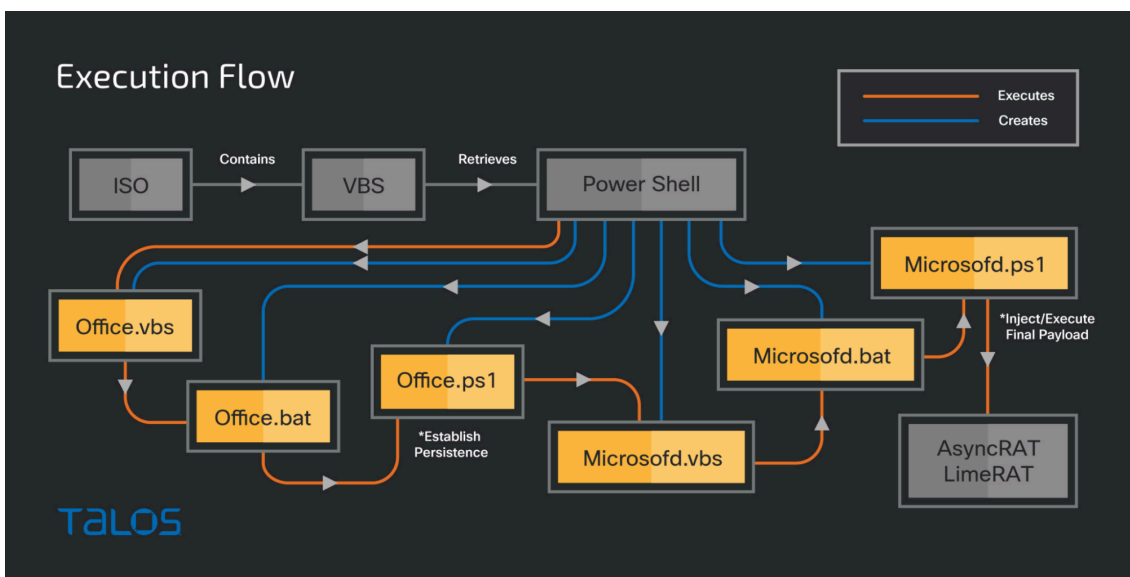 Execution Flow
Executes
Creates
Contains
Retrieves
ISO
VBS
Power Shell
Microsofd.ps1
Office.vbs
*Inject/Execute
Final Payload
Microsofd.bat
Office.ps1
Office.bat
*Establish
Persistence
Microsofd.vbs
AsyncRAT
LimeRAT
TALOS